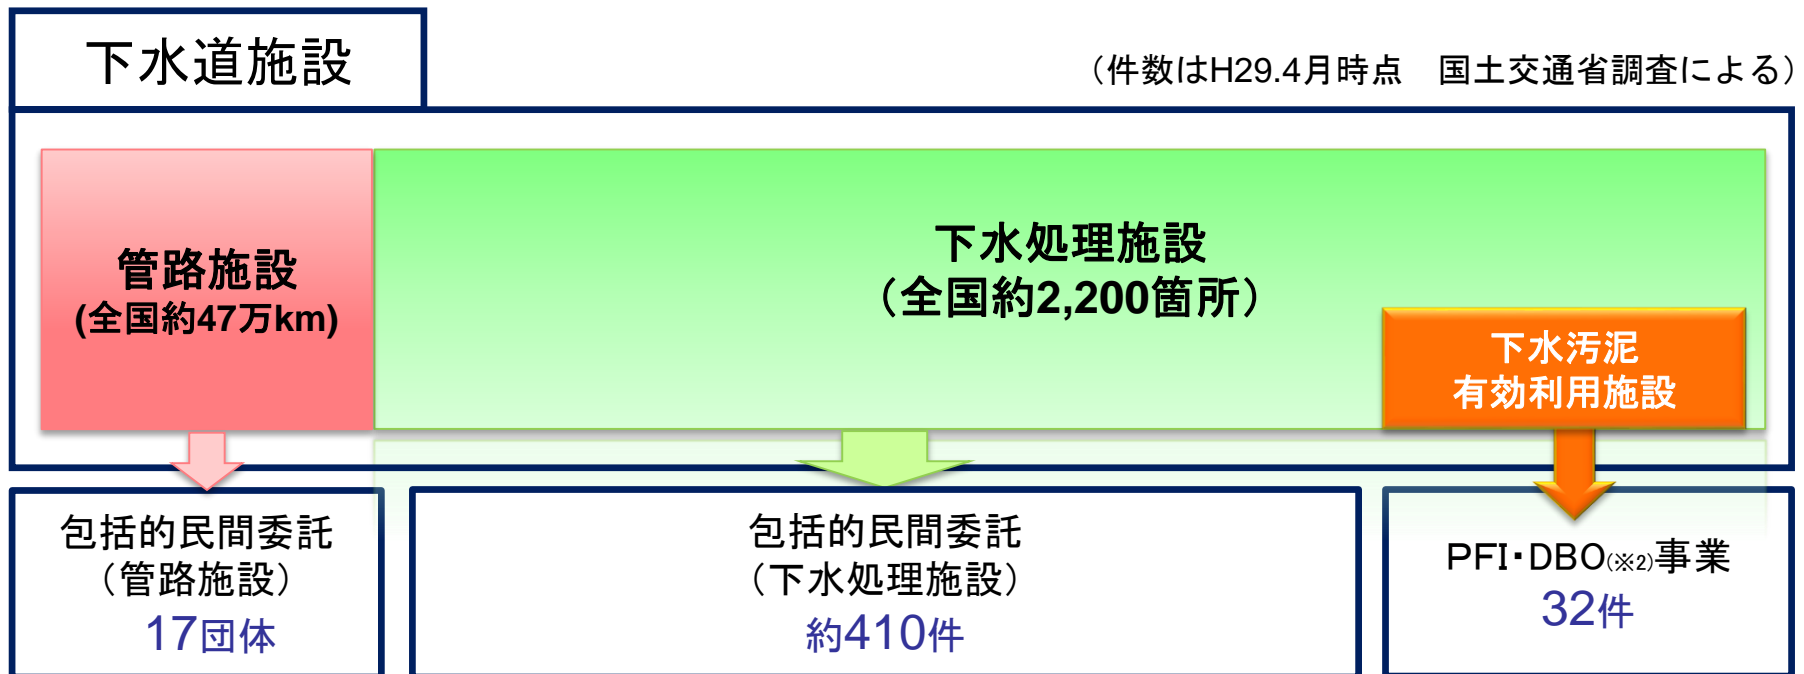 下水道施設
（件数はH29.4月時点　国土交通省調査による）
管路施設
(全国約47万km)
下水処理施設
（全国約2,200箇所）
下水汚泥
有効利用施設
包括的民間委託
（管路施設）
17団体
包括的民間委託
（下水処理施設）
約410件
PFI・DBO(※2)事業
32件